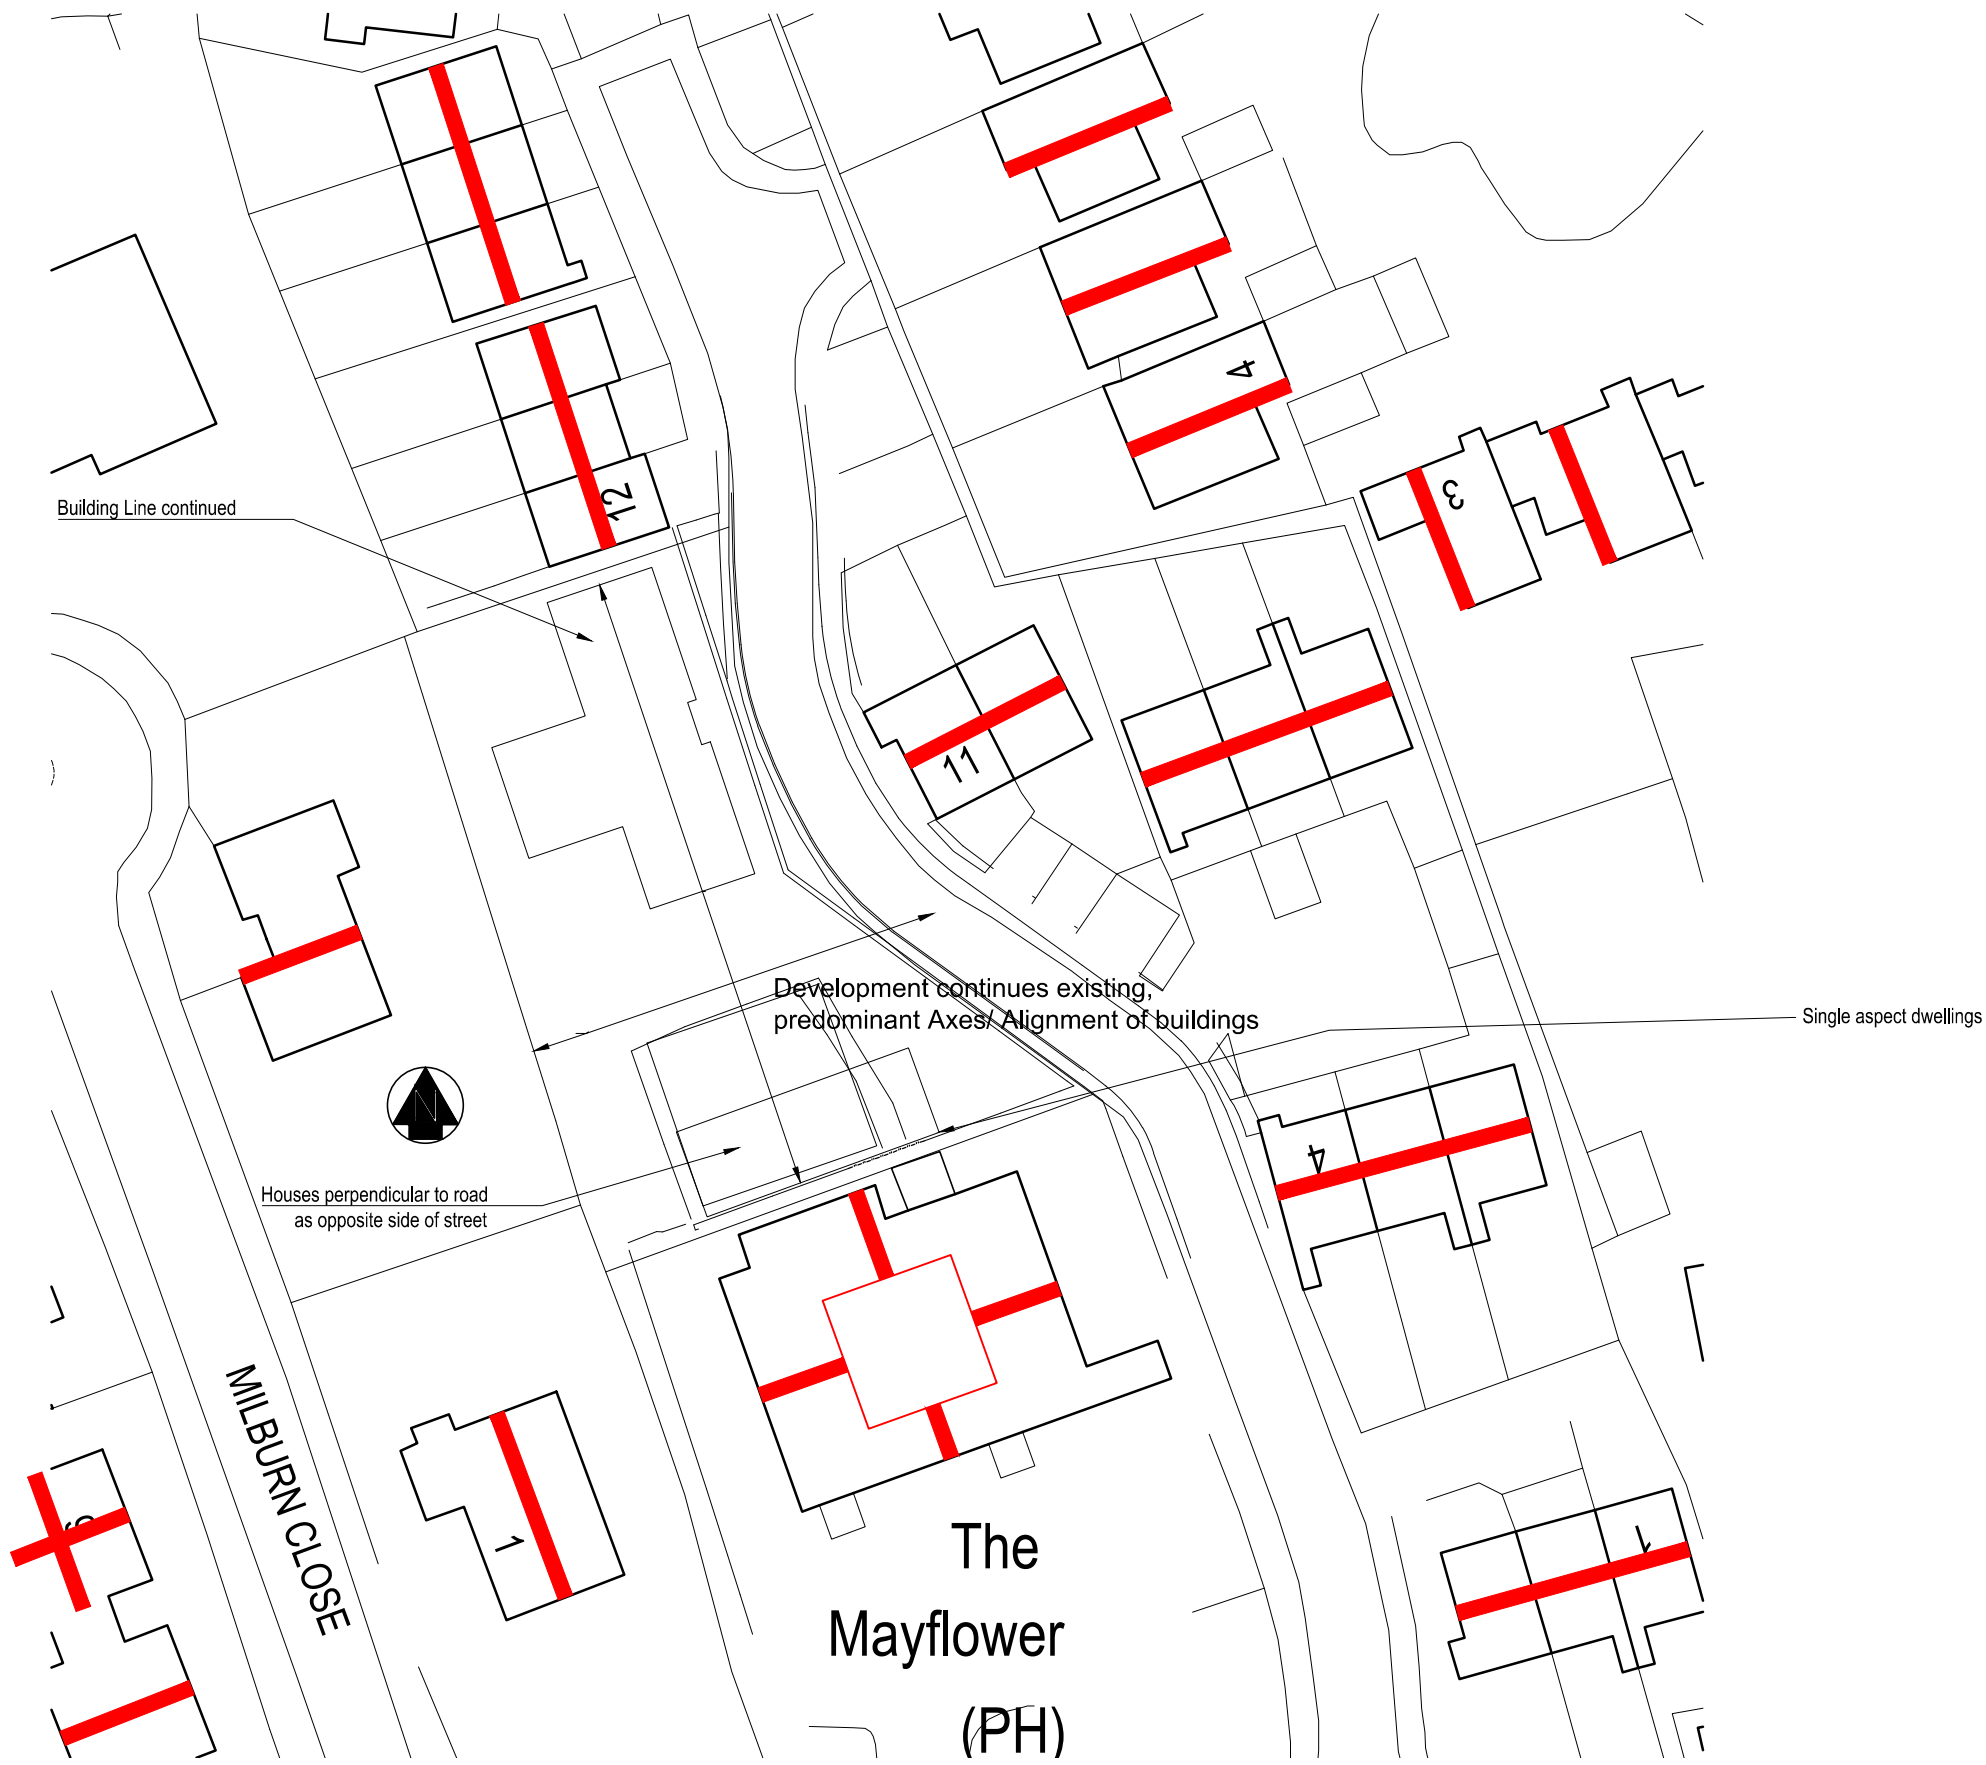 4
3
12
Building Line continued
11
Development continues existing,
predominant Axes/ Alignment of buildings
Single aspect dwellings
N
4
Houses perpendicular to road
as opposite side of street
MILBURN CLOSE
1
The
Mayflower
(PH)
1